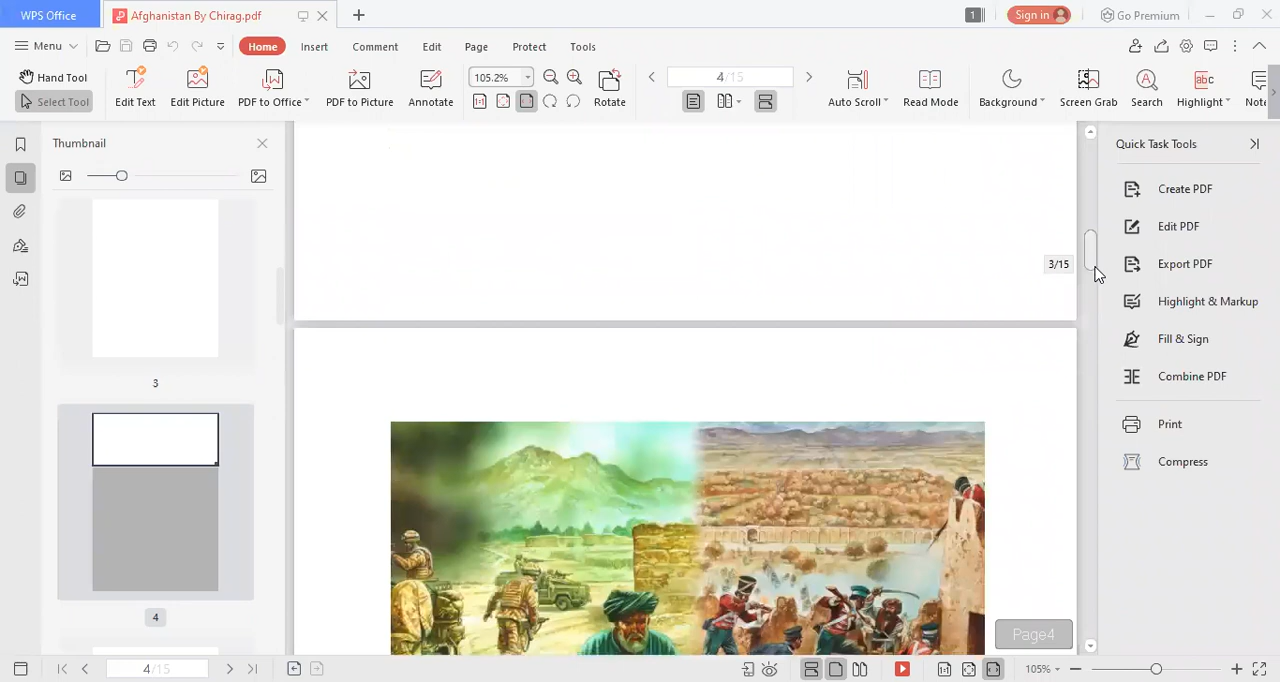 WPS Office
Afghanistan By Chirag.pdf
1
Sign in
Go Premium
Menu
Home
Insert
Comment
Edit
Page
Protect
Tools
Hand Tool
Select Tool
Edit Text
Edit Picture
PDF to Office
PDF to Picture
Annotate
105.2%
Rotate
4/15
Auto Scroll
Read Mode
Background
Screen Grab
Search
abc
Highlight
Note
Thumbnail
3
4
3/15
Page4
Quick Task Tools
Create PDF
Edit PDF
Export PDF
Highlight & Markup
Fill & Sign
Combine PDF
Print
Compress
4/15
105%